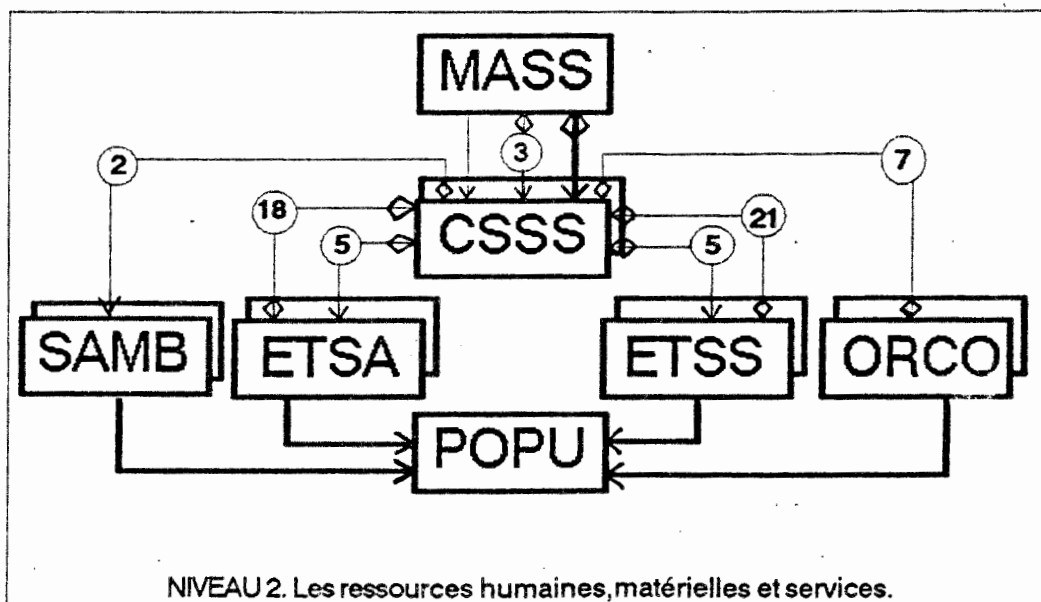 MASS
2
3
7
18
CSSS
21
5
5
SAMB
ETSA
ETSS
ORCO
POPU
NIVEAU 2. Les ressources humaines, matérielles et services.